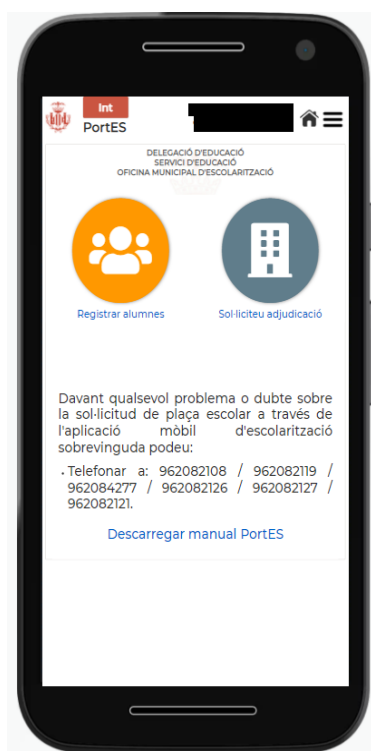 Int
PortES
DELEGACIÓ D'EDUCACIÓ
SERVICI D'EDUCACIÓ
OFICINA MUNICIPAL D'ESCOLARITZACIÓ
Registrar alumnes
Sol·liciteu adjudicació
Davant qualsevol problema o dubte sobre
la sol·licitud de plaça escolar a través de
l'aplicació mòbil d'escolarització
sobrevinguda podeu:
• Telefonar a: 962082108 / 962082119 /
962084277 / 962082126 / 962082127 /
962082121.
Descarregar manual PortES